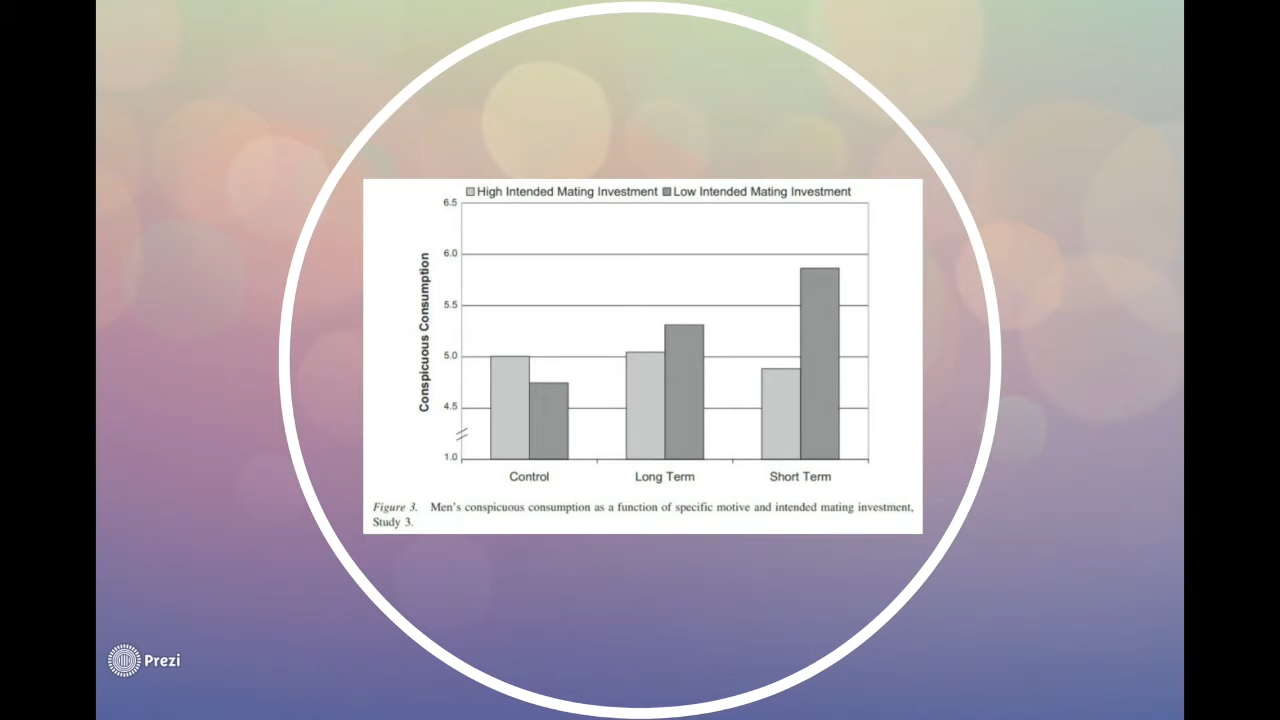 High Intended Mating Investment Low Intended Mating Investment
6.5
6.0
5.5
5.0
4.5
1.0
Conspicuous Consumption
Control Long Term Short Term
Figure 3. Men's conspicuous consumption as a function of specific motive and intended mating investment,
Study 3.
Prezi